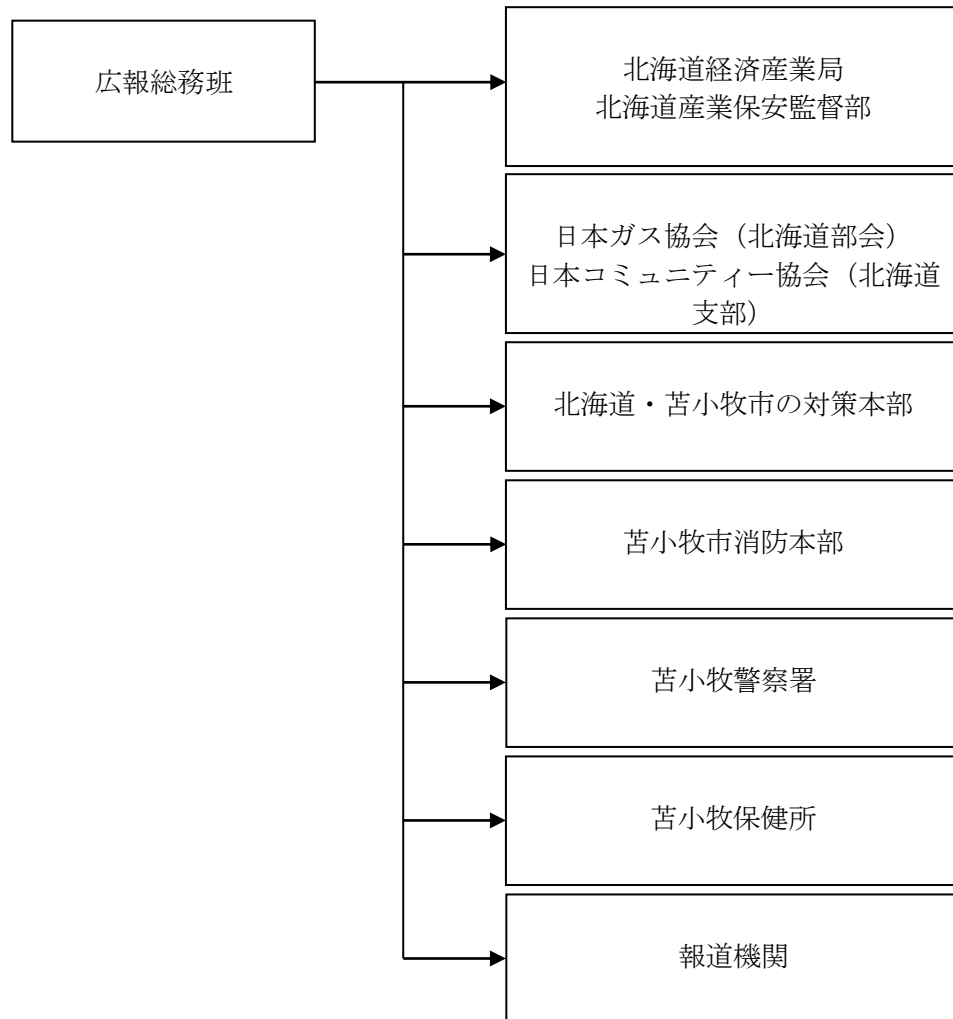 広報総務班
北海道経済産業局
北海道産業保安監督部
日本ガス協会（北海道部会）
日本コミュニティー協会（北海道
支部）
北海道・苫小牧市の対策本部
苫小牧市消防本部
苫小牧警察署
苫小牧保健所
報道機関